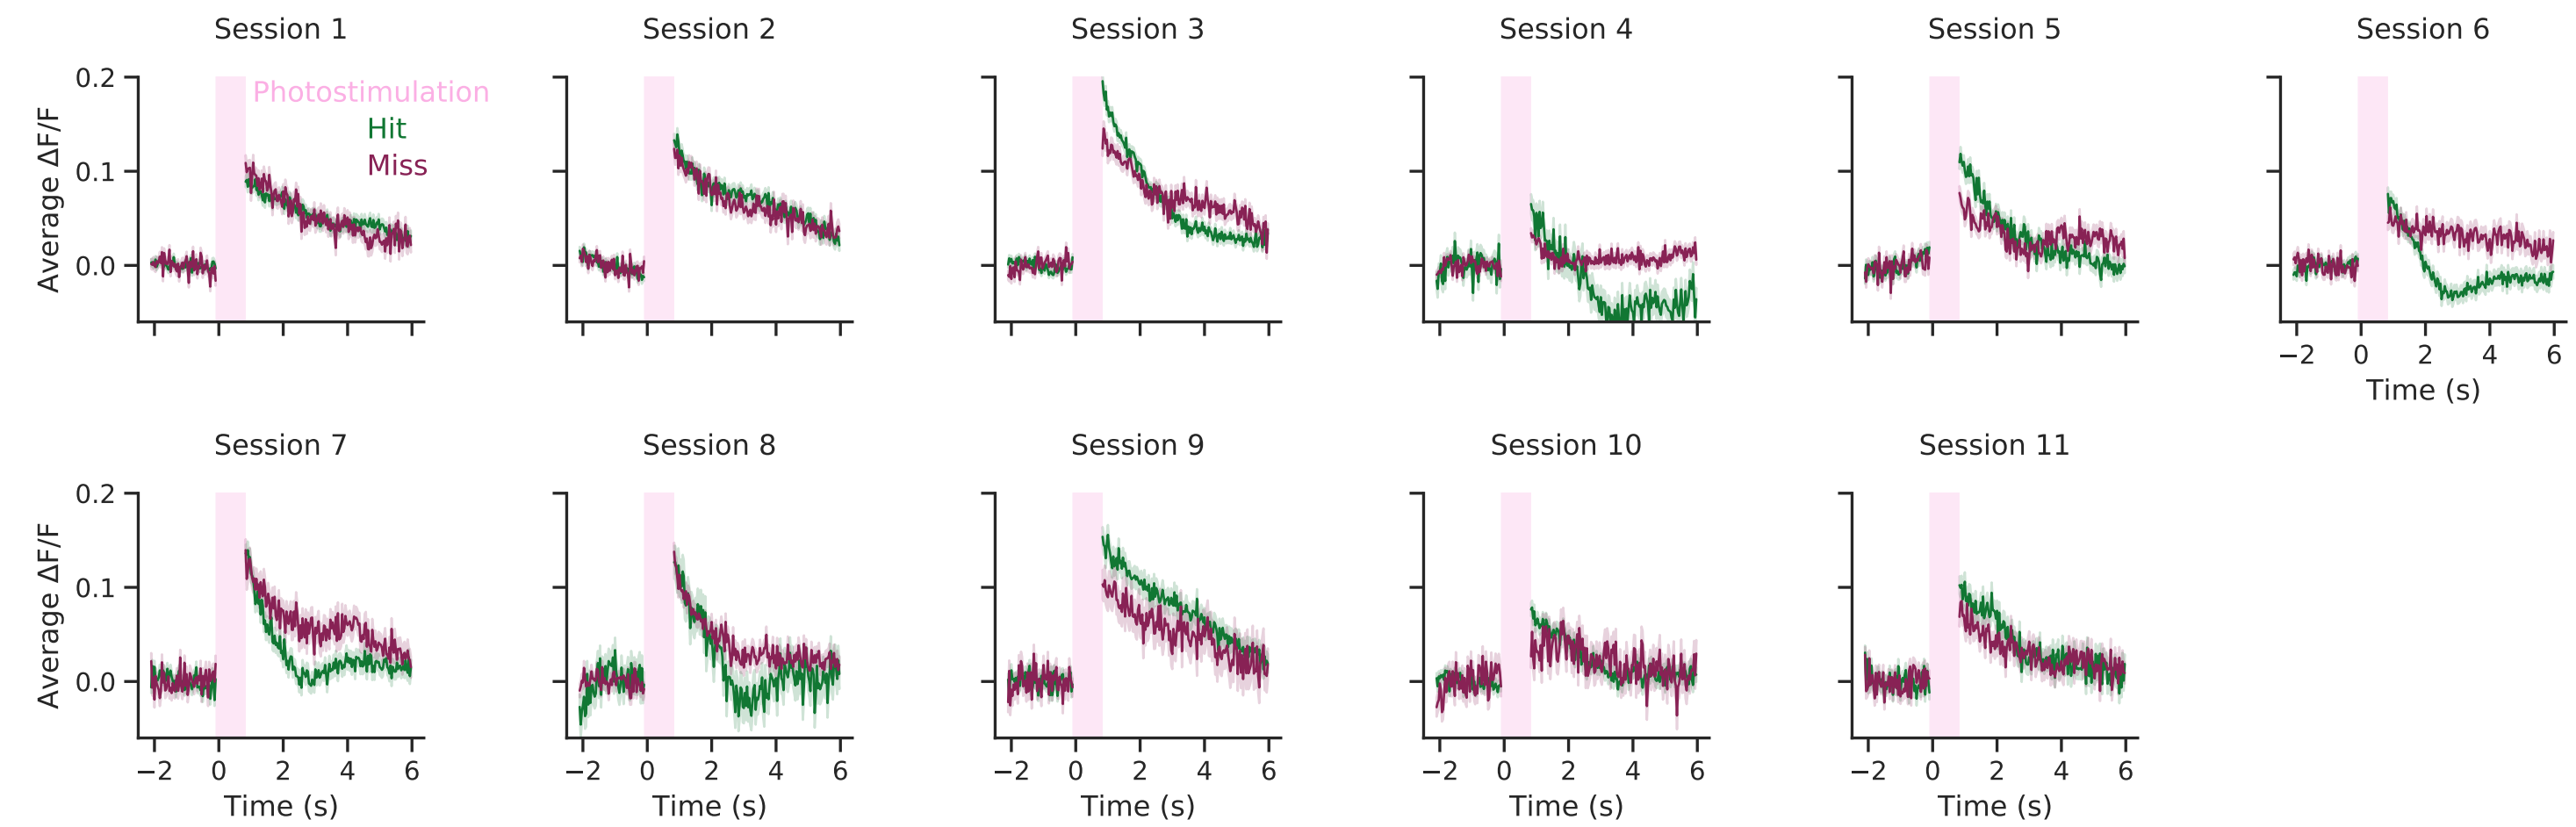 Session 1
Session 2
Session 3
Session 4
Session 5
Session 6
Average ΔF/F
0.2
0.1
0.0
Photostimulation
Hit
Miss
−2 0 2 4 6
Time (s)
Session 7
Session 8
Session 9
Session 10
Session 11
Average ΔF/F
0.2
0.1
0.0
−2 0 2 4 6
−2 0 2 4 6
−2 0 2 4 6
−2 0 2 4 6
−2 0 2 4 6
Time (s)
Time (s)
Time (s)
Time (s)
Time (s)